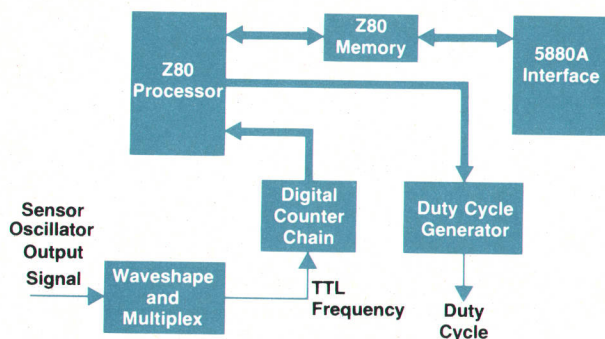 Z80
Processor
Z80
Memory
5880A
Interface
Digital
Counter
Chain
Duty Cycle
Generator
Sensor
Oscillator
Output
Signal
Waveshape
and
Multiplex
TTL
Frequency
Duty
Cycle